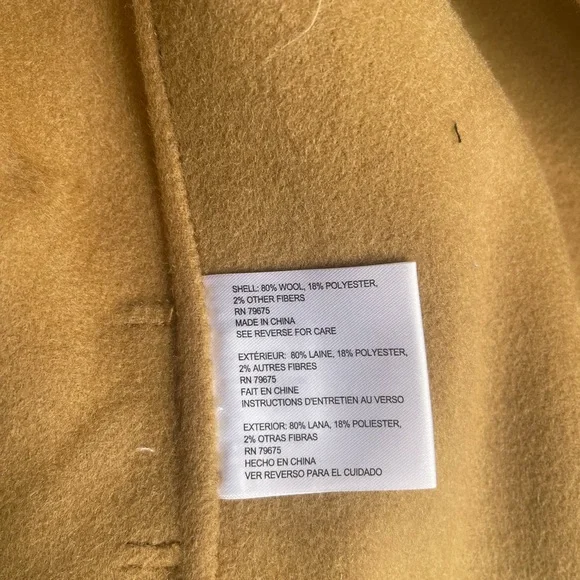 SHELL: 80% WOOL, 18% POLYESTER,
2% OTHER FIBERS
RN 79675
MADE IN CHINA
SEE REVERSE FOR CARE
EXTÉRIEUR: 80% LAINE, 18% POLYESTER,
2% AUTRES FIBRES
RN 79675
FAIT EN CHINE
INSTRUCTIONS D'ENTRETIEN AU VERSO
EXTERIOR: 80% LANA, 18% POLIESTER,
2% OTRAS FIBRAS
RN 79675
HECHO EN CHINA
VER REVERSO PARA EL CUIDADO